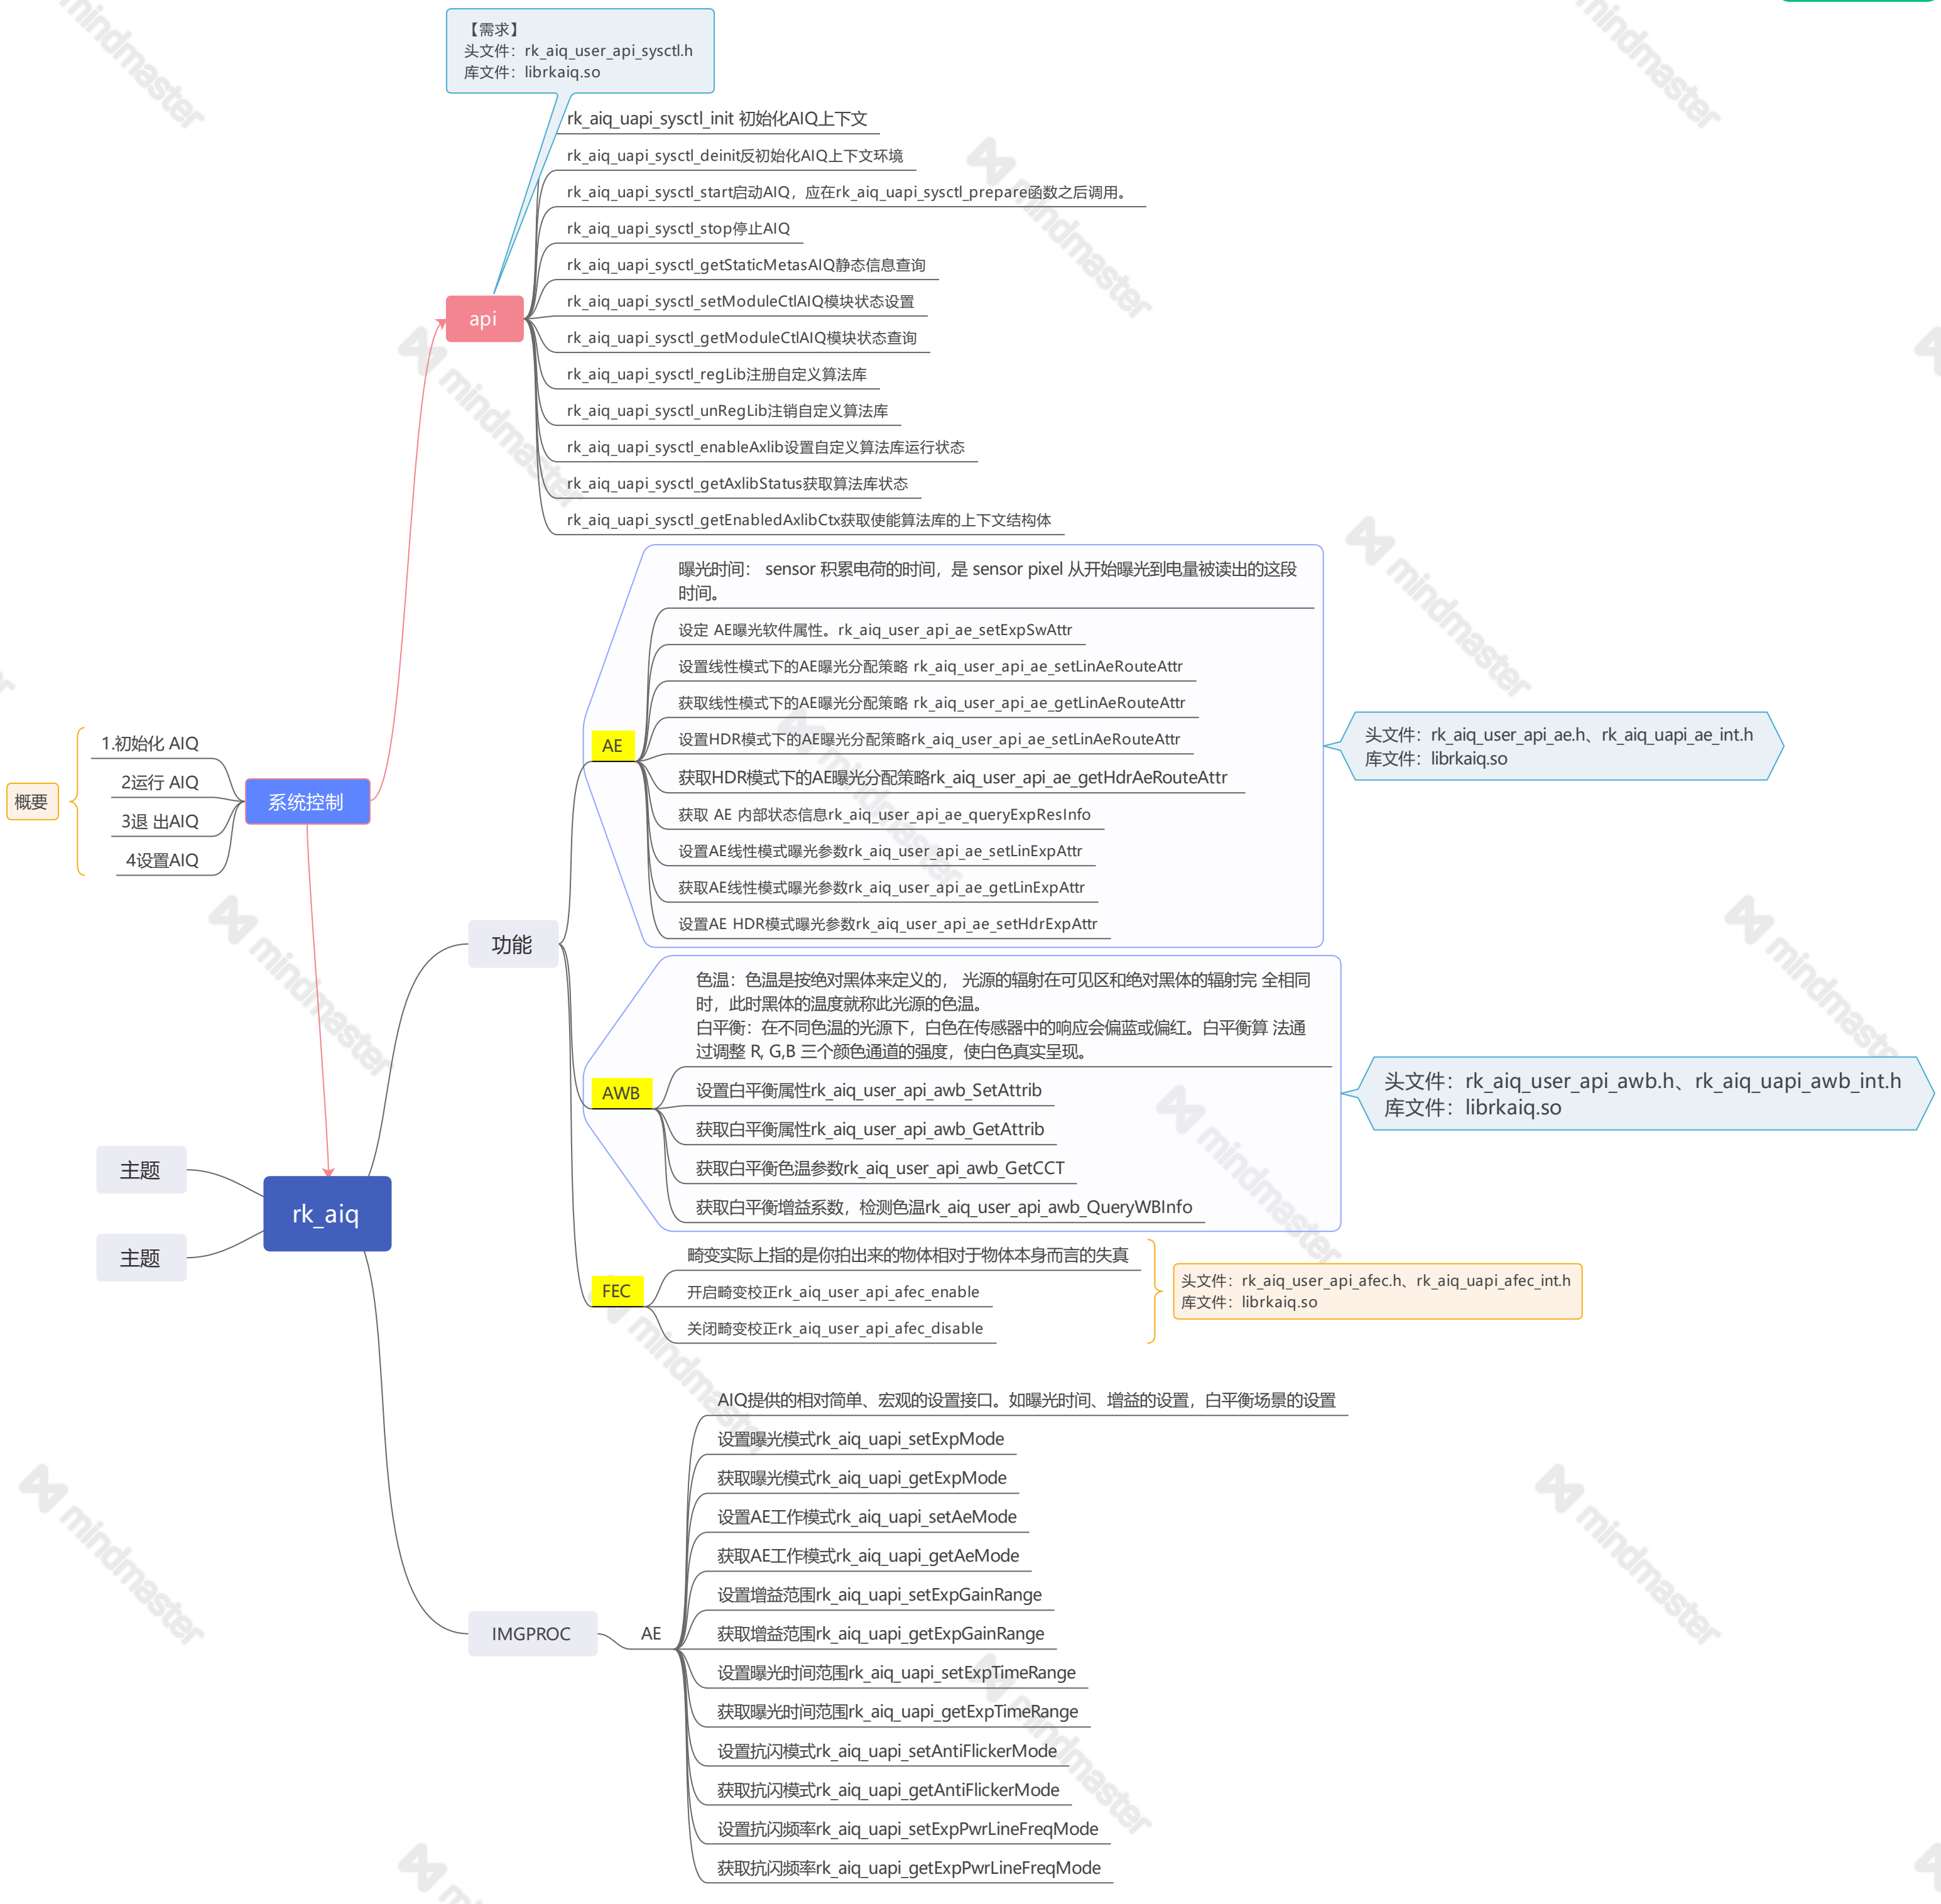 【需求】
头文件：rk_aiq_user_api_sysctl.h
库文件：librkaiq.so
rk_aiq_uapi_sysctl_init 初始化AIQ上下文
rk_aiq_uapi_sysctl_deinit反初始化AIQ上下文环境
rk_aiq_uapi_sysctl_start启动AIQ，应在rk_aiq_uapi_sysctl_prepare函数之后调用。
rk_aiq_uapi_sysctl_stop停止AIQ
rk_aiq_uapi_sysctl_getStaticMetasAIQ静态信息查询
rk_aiq_uapi_sysctl_setModuleCtlAIQ模块状态设置
api
rk_aiq_uapi_sysctl_getModuleCtlAIQ模块状态查询
rk_aiq_uapi_sysctl_regLib注册自定义算法库
rk_aiq_uapi_sysctl_unRegLib注销自定义算法库
rk_aiq_uapi_sysctl_enableAxlib设置自定义算法库运行状态
rk_aiq_uapi_sysctl_getAxlibStatus获取算法库状态
rk_aiq_uapi_sysctl_getEnabledAxlibCtx获取使能算法库的上下文结构体
曝光时间： sensor 积累电荷的时间，是 sensor pixel 从开始曝光到电量被读出的这段
时间。
设定 AE曝光软件属性。rk_aiq_user_api_ae_setExpSwAttr
设置线性模式下的AE曝光分配策略 rk_aiq_user_api_ae_setLinAeRouteAttr
获取线性模式下的AE曝光分配策略 rk_aiq_user_api_ae_getLinAeRouteAttr
AE
设置HDR模式下的AE曝光分配策略rk_aiq_user_api_ae_setLinAeRouteAttr
获取HDR模式下的AE曝光分配策略rk_aiq_user_api_ae_getHdrAeRouteAttr
获取 AE 内部状态信息rk_aiq_user_api_ae_queryExpResInfo
设置AE线性模式曝光参数rk_aiq_user_api_ae_setLinExpAttr
获取AE线性模式曝光参数rk_aiq_user_api_ae_getLinExpAttr
设置AE HDR模式曝光参数rk_aiq_user_api_ae_setHdrExpAttr
头文件：rk_aiq_user_api_ae.h、rk_aiq_uapi_ae_int.h
库文件：librkaiq.so
概要
1.初始化 AIQ
2运行 AIQ
3退 出AIQ
4设置AIQ
系统控制
功能
色温：色温是按绝对黑体来定义的， 光源的辐射在可见区和绝对黑体的辐射完 全相同
时，此时黑体的温度就称此光源的色温。
白平衡：在不同色温的光源下，白色在传感器中的响应会偏蓝或偏红。白平衡算 法通
过调整 R, G,B 三个颜色通道的强度，使白色真实呈现。
AWB
设置白平衡属性rk_aiq_user_api_awb_SetAttrib
获取白平衡属性rk_aiq_user_api_awb_GetAttrib
获取白平衡色温参数rk_aiq_user_api_awb_GetCCT
获取白平衡增益系数，检测色温rk_aiq_user_api_awb_QueryWBInfo
头文件：rk_aiq_user_api_awb.h、rk_aiq_uapi_awb_int.h
库文件：librkaiq.so
主题
rk_aiq
主题
畸变实际上指的是你拍出来的物体相对于物体本身而言的失真
FEC
开启畸变校正rk_aiq_user_api_afec_enable
关闭畸变校正rk_aiq_user_api_afec_disable
头文件：rk_aiq_user_api_afec.h、rk_aiq_uapi_afec_int.h
库文件：librkaiq.so
AIQ提供的相对简单、宏观的设置接口。如曝光时间、增益的设置，白平衡场景的设置
设置曝光模式rk_aiq_uapi_setExpMode
获取曝光模式rk_aiq_uapi_getExpMode
设置AE工作模式rk_aiq_uapi_setAeMode
获取AE工作模式rk_aiq_uapi_getAeMode
设置增益范围rk_aiq_uapi_setExpGainRange
IMGPROC
AE
获取增益范围rk_aiq_uapi_getExpGainRange
设置曝光时间范围rk_aiq_uapi_setExpTimeRange
获取曝光时间范围rk_aiq_uapi_getExpTimeRange
设置抗闪模式rk_aiq_uapi_setAntiFlickerMode
获取抗闪模式rk_aiq_uapi_getAntiFlickerMode
设置抗闪频率rk_aiq_uapi_setExpPwrLineFreqMode
获取抗闪频率rk_aiq_uapi_getExpPwrLineFreqMode
mindmaster
mindmaster
mindmaster
mindmaster
mindmaster
mindmaster
mindmaster
mindmaster
mindmaster
mindmaster
mindmaster
mindmaster
mindmaster